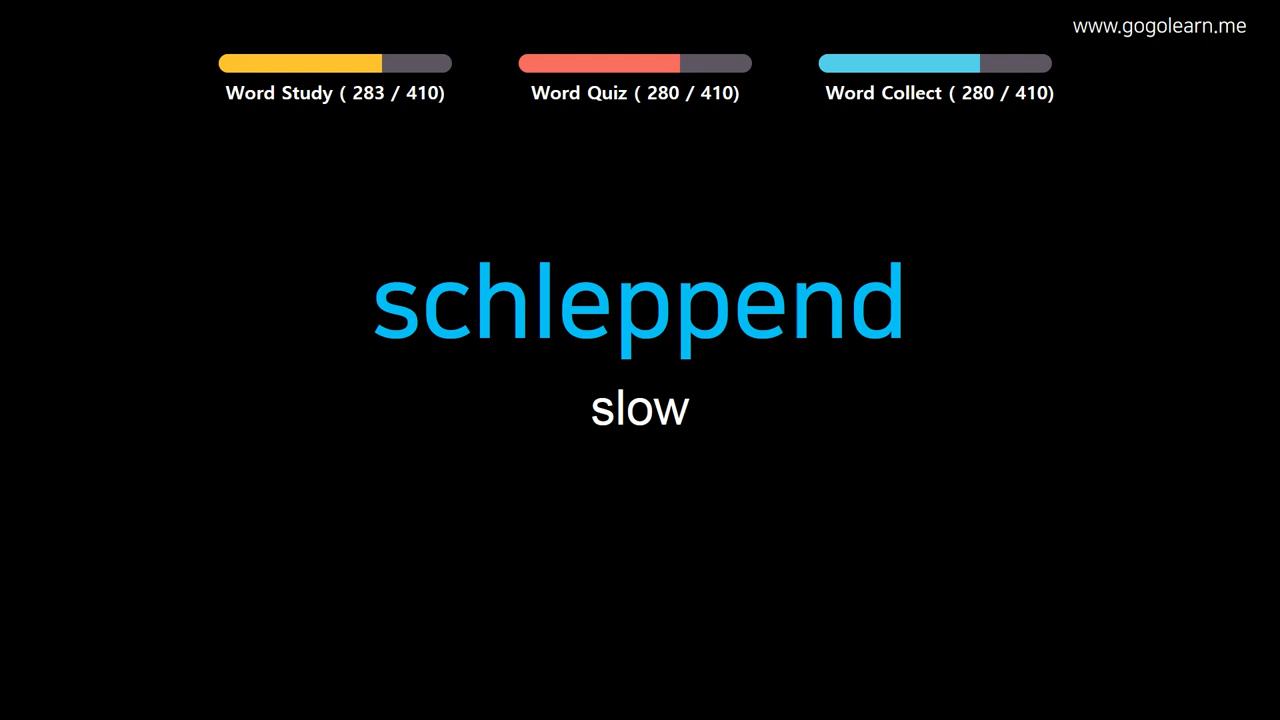 www.gogolearn.me
Word Study ( 283 / 410)
Word Quiz ( 280 / 410)
Word Collect ( 280 / 410)
schleppend
slow